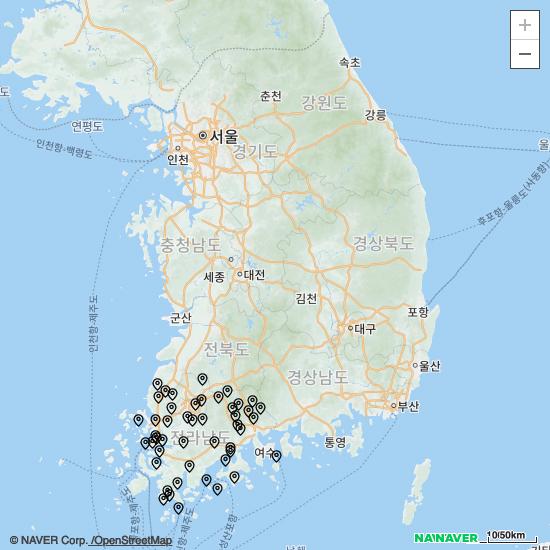 +
−
속초
춘천
강원도
강릉
도
연평도
서울
인천항-백령도
인천
경기도
울
후포항-울릉도(사동항)
충청남도
경상북도
세종
대전
김천
인천항-제주도
군산
포항
대구
전북도
울산
경상남도
부산
전라남도
여수
통영
© NAVER Corp. /OpenStreetMap
NAVER
10/50km